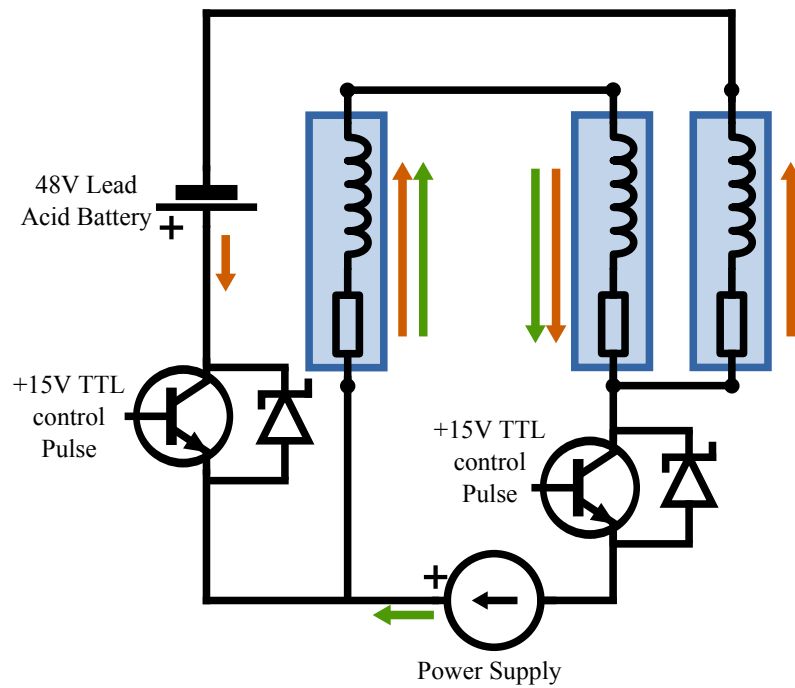 48V Lead
Acid Battery
+
+15V TTL
control
Pulse
+15V TTL
control
Pulse
+
Power Supply